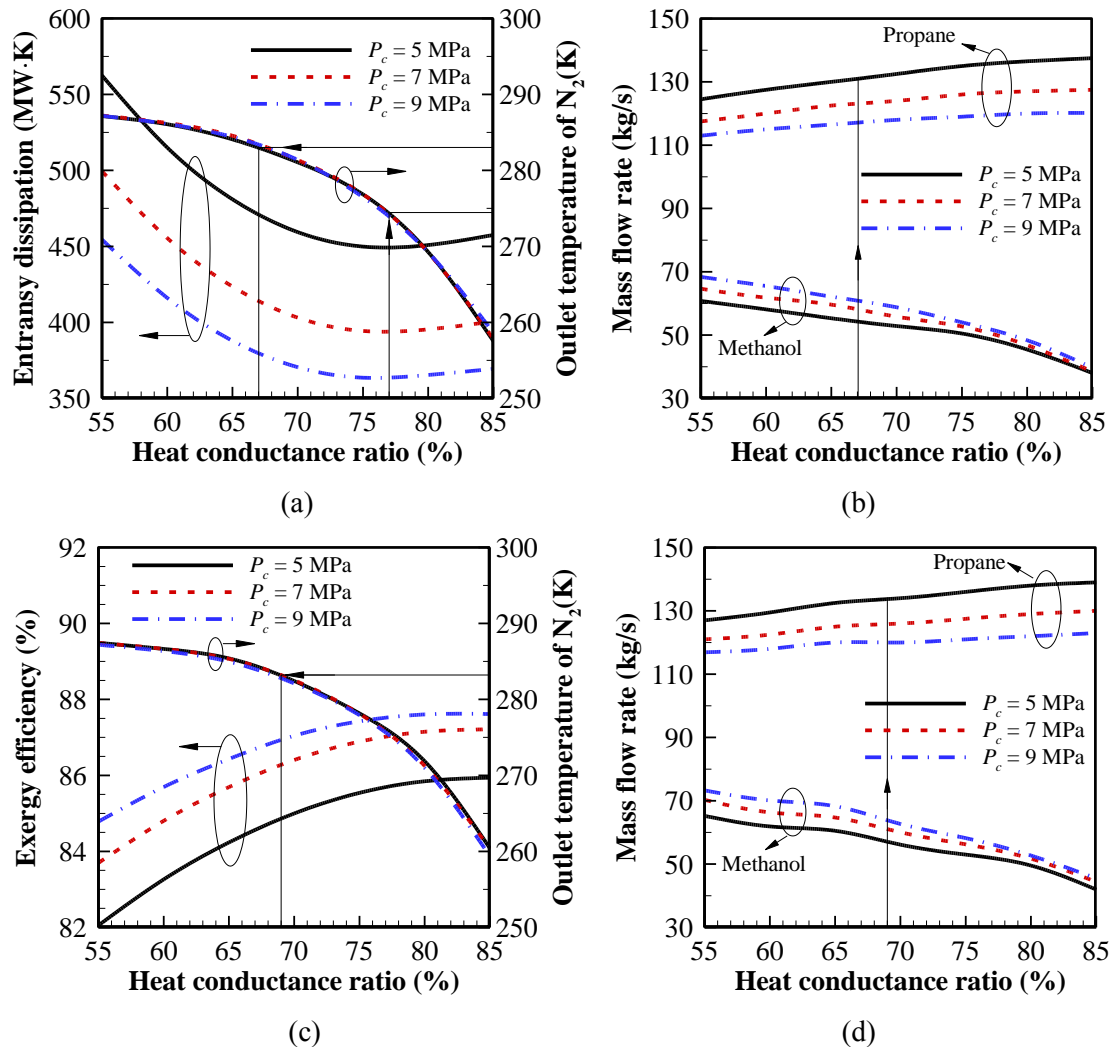 600
550
500
450
400
350
Entransy dissipation (MW·K)
P_c = 5 MPa
P_c = 7 MPa
P_c = 9 MPa
300
290
280
270
260
250
Outlet temperature of N₂(K)
55 60 65 70 75 80 85
Heat conductance ratio (%)
(a)
150
130
110
90
70
50
30
Mass flow rate (kg/s)
Propane
P_c = 5 MPa
P_c = 7 MPa
P_c = 9 MPa
Methanol
55 60 65 70 75 80 85
Heat conductance ratio (%)
(b)
92
90
88
86
84
82
Exergy efficiency (%)
P_c = 5 MPa
P_c = 7 MPa
P_c = 9 MPa
300
290
280
270
260
250
Outlet temperature of N₂(K)
55 60 65 70 75 80 85
Heat conductance ratio (%)
(c)
150
130
110
90
70
50
30
Mass flow rate (kg/s)
Propane
P_c = 5 MPa
P_c = 7 MPa
P_c = 9 MPa
Methanol
55 60 65 70 75 80 85
Heat conductance ratio (%)
(d)